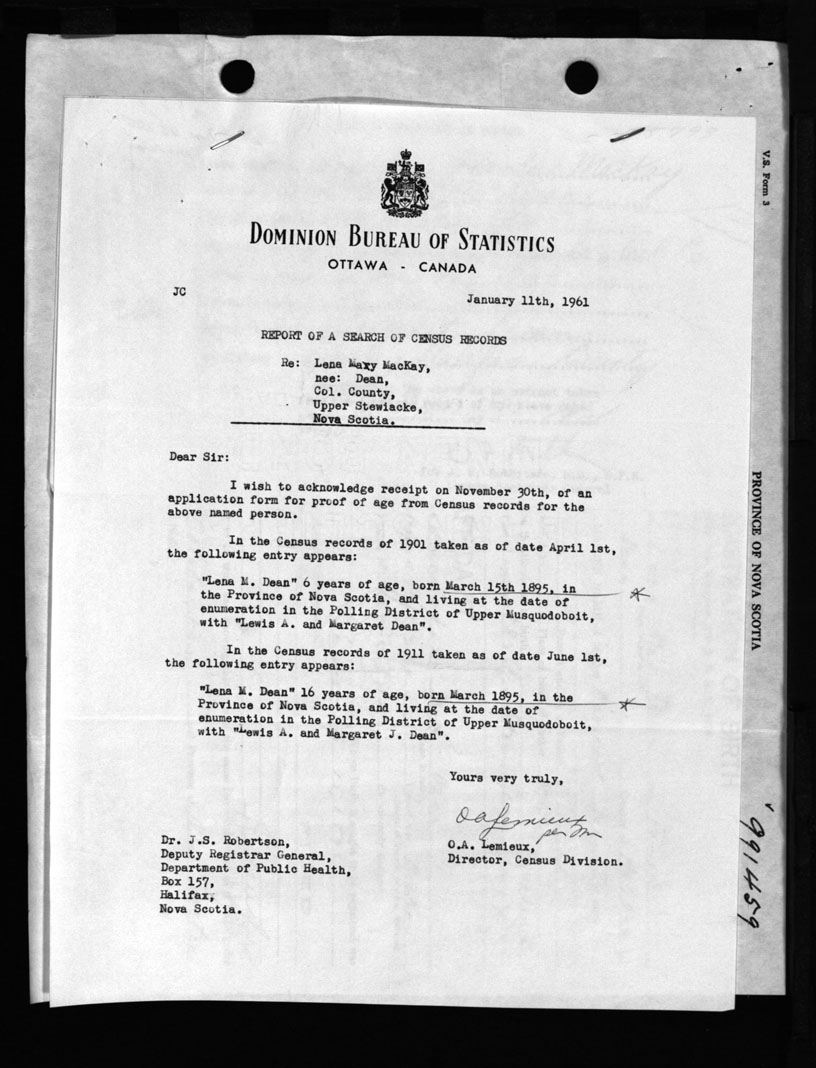 DOMINION BUREAU OF STATISTICS
OTTAWA - CANADA
JC
January 11th, 1961
REPORT OF A SEARCH OF CENSUS RECORDS
Re: Lena Mary MacKay,
nee: Dean,
Col. County,
Upper Stewiacke,
Nova Scotia.
Dear Sir:
I wish to acknowledge receipt on November 30th, of an
application form for proof of age from Census records for the
above named person.
In the Census records of 1901 taken as of date April 1st,
the following entry appears:
"Lena M. Dean" 6 years of age, born March 15th 1895, in
the Province of Nova Scotia, and living at the date of
enumeration in the Polling District of Upper Musquodoboit,
with "Lewis A. and Margaret Dean".
In the Census records of 1911 taken as of date June 1st,
the following entry appears:
"Lena M. Dean" 16 years of age, born March 1895, in the
Province of Nova Scotia, and living at the date of
enumeration in the Polling District of Upper Musquodoboit,
with "Lewis A. and Margaret J. Dean".
Yours very truly,
OALemieux
per
O.A. Lemieux,
Director, Census Division.
Dr. J.S. Robertson,
Deputy Registrar General,
Department of Public Health,
Box 157,
Halifax,
Nova Scotia.
V.S. Form 3
PROVINCE OF NOVA SCOTIA
991459